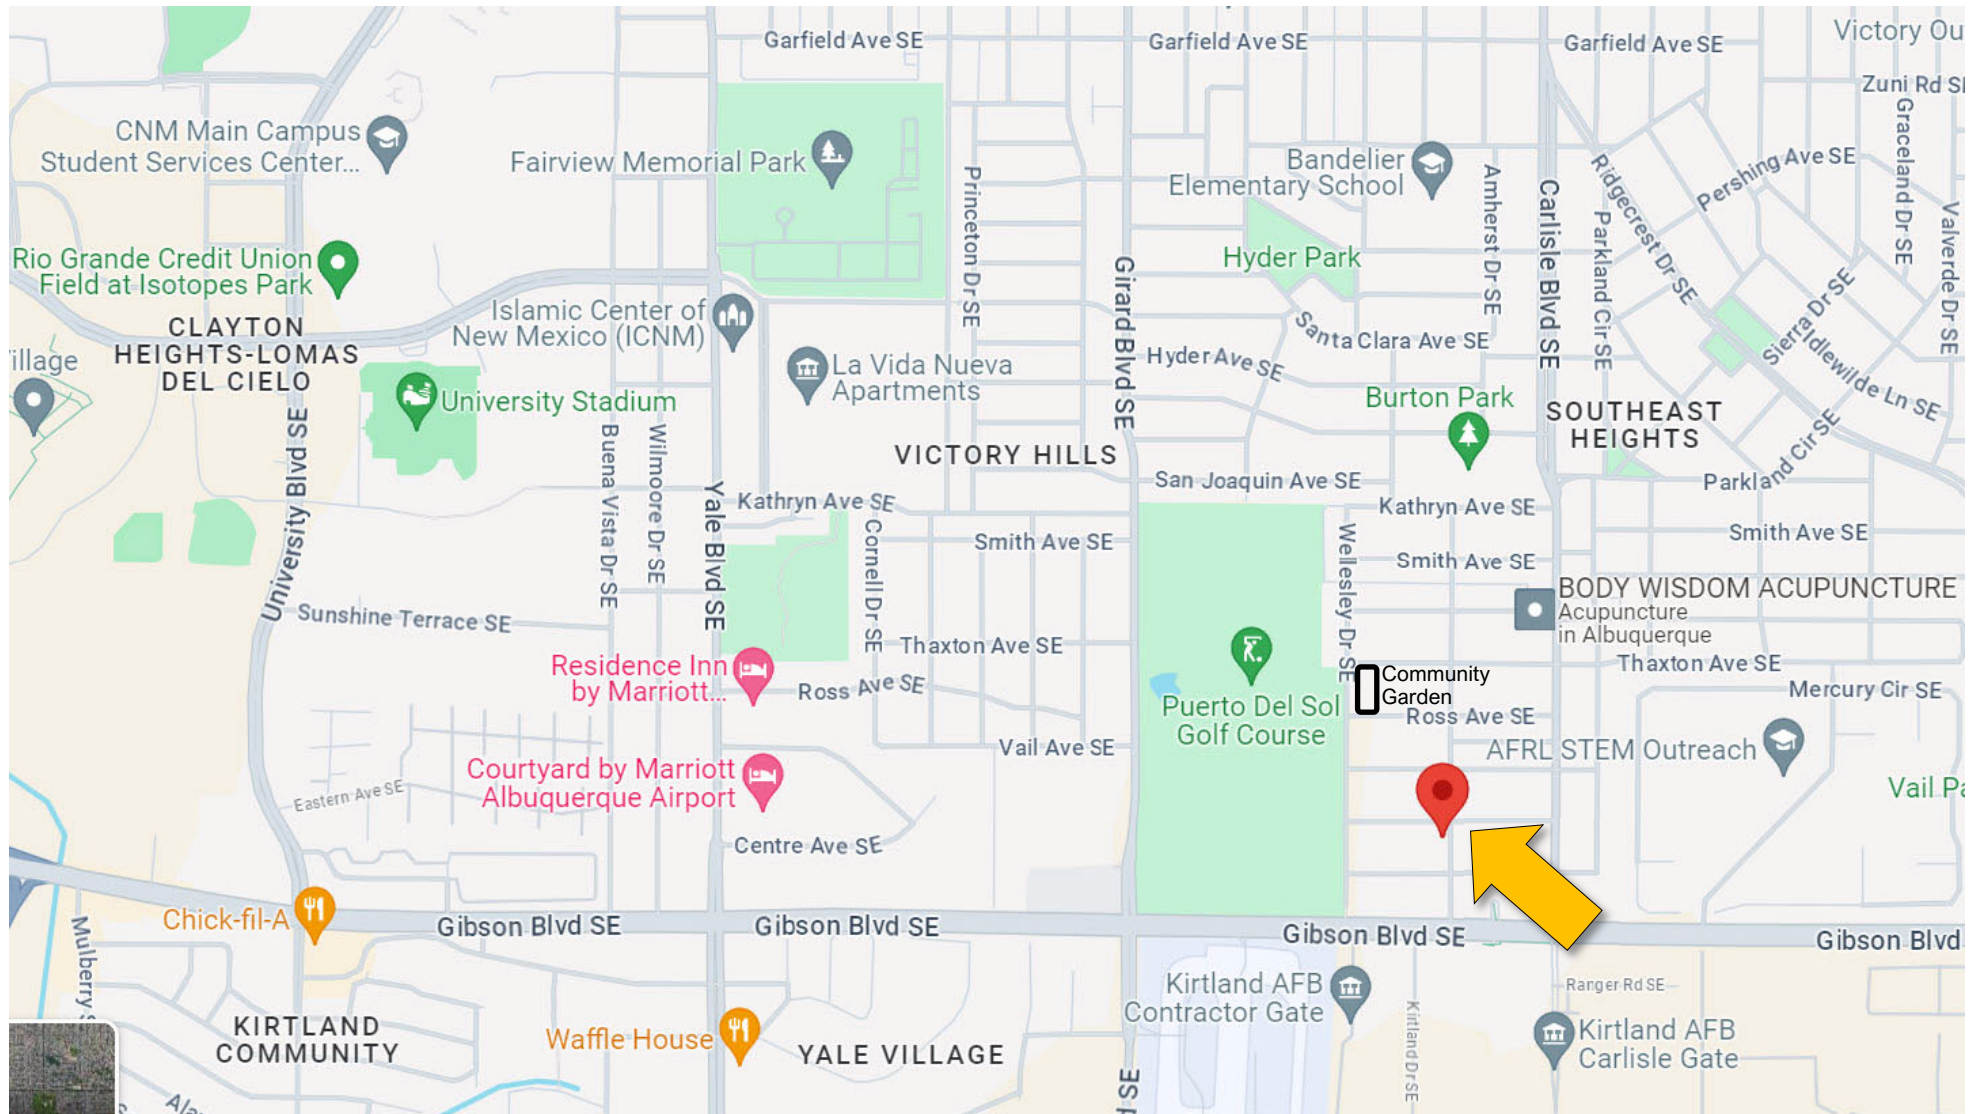 Garfield Ave SE
Garfield Ave SE
Garfield Ave SE
Victory Ou
Zuni Rd SE
Graceland Dr SE
CNM Main Campus
Student Services Center...
Fairview Memorial Park
Princeton Dr SE
Bandelier
Elementary School
Amherst Dr SE
Carlisle Blvd SE
Ridgecrest Dr SE
Parkland Cir SE
Pershing Ave SE
Valverde Dr SE
Rio Grande Credit Union
Field at Isotopes Park
Hyder Park
Girard Blvd SE
CLAYTON
HEIGHTS-LOMAS
DEL CIELO
Islamic Center of
New Mexico (ICNM)
Santa Clara Ave SE
Sierra Dr SE
Idlewilde Ln SE
illage
La Vida Nueva
Apartments
Hyder Ave SE
University Stadium
Burton Park
SOUTHEAST
HEIGHTS
University Blvd SE
Buena Vista Dr SE
Wilmoore Dr SE
Yale Blvd SE
VICTORY HILLS
San Joaquin Ave SE
Parkland Cir SE
Kathryn Ave SE
Kathryn Ave SE
Cornell Dr SE
Smith Ave SE
Wellesley Dr SE
Smith Ave SE
Smith Ave SE
BODY WISDOM ACUPUNCTURE
Acupuncture
in Albuquerque
Sunshine Terrace SE
Thaxton Ave SE
Thaxton Ave SE
Residence Inn
by Marriott...
Ross Ave SE
Community
Garden
Mercury Cir SE
Puerto Del Sol
Golf Course
Ross Ave SE
Vail Ave SE
AFRL STEM Outreach
Courtyard by Marriott
Albuquerque Airport
Eastern Ave SE
Vail Pa
Centre Ave SE
Chick-fil-A
Gibson Blvd SE
Gibson Blvd SE
Gibson Blvd SE
Gibson Blvd
Mulberry S
Kirtland AFB
Contractor Gate
Kirtland Dr SE
Ranger Rd SE
KIRTLAND
COMMUNITY
Waffle House
YALE VILLAGE
Kirtland AFB
Carlisle Gate
SE